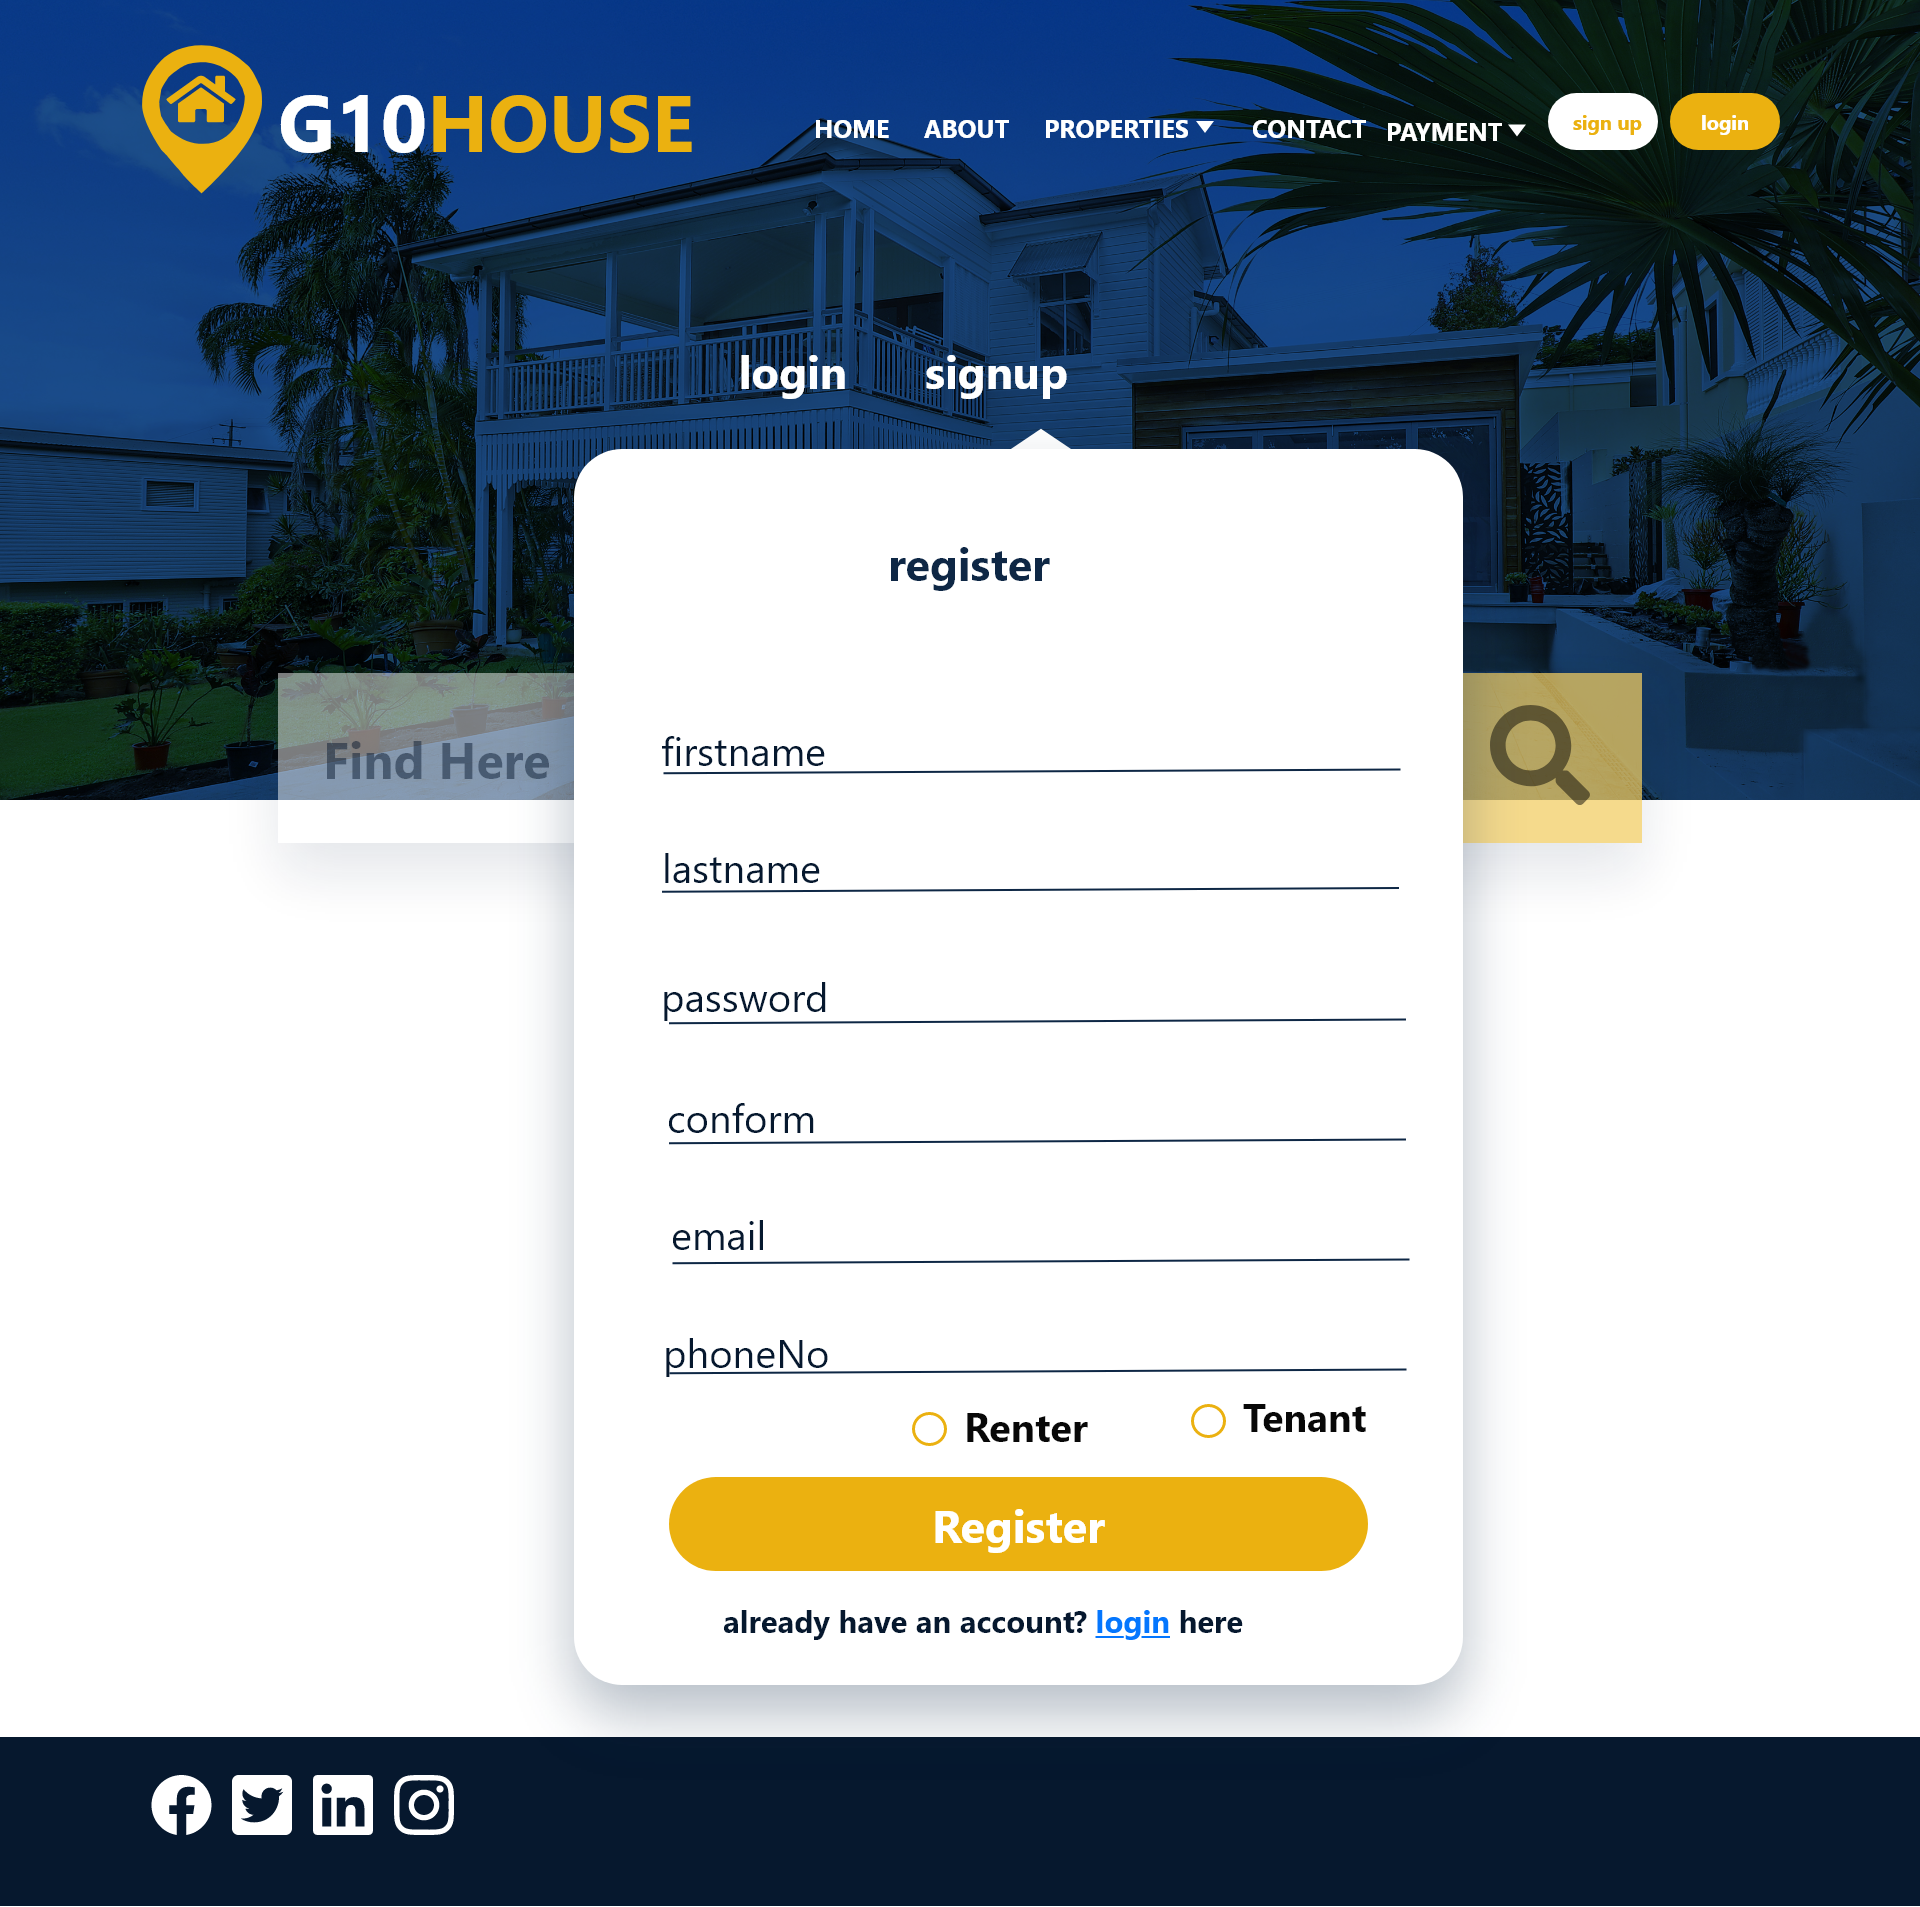 G10HOUSE
HOME ABOUT PROPERTIES CONTACT PAYMENT sign up login
login signup
register
Find Here
firstname
lastname
password
conform
email
phoneNo
Renter Tenant
Register
already have an account? login here